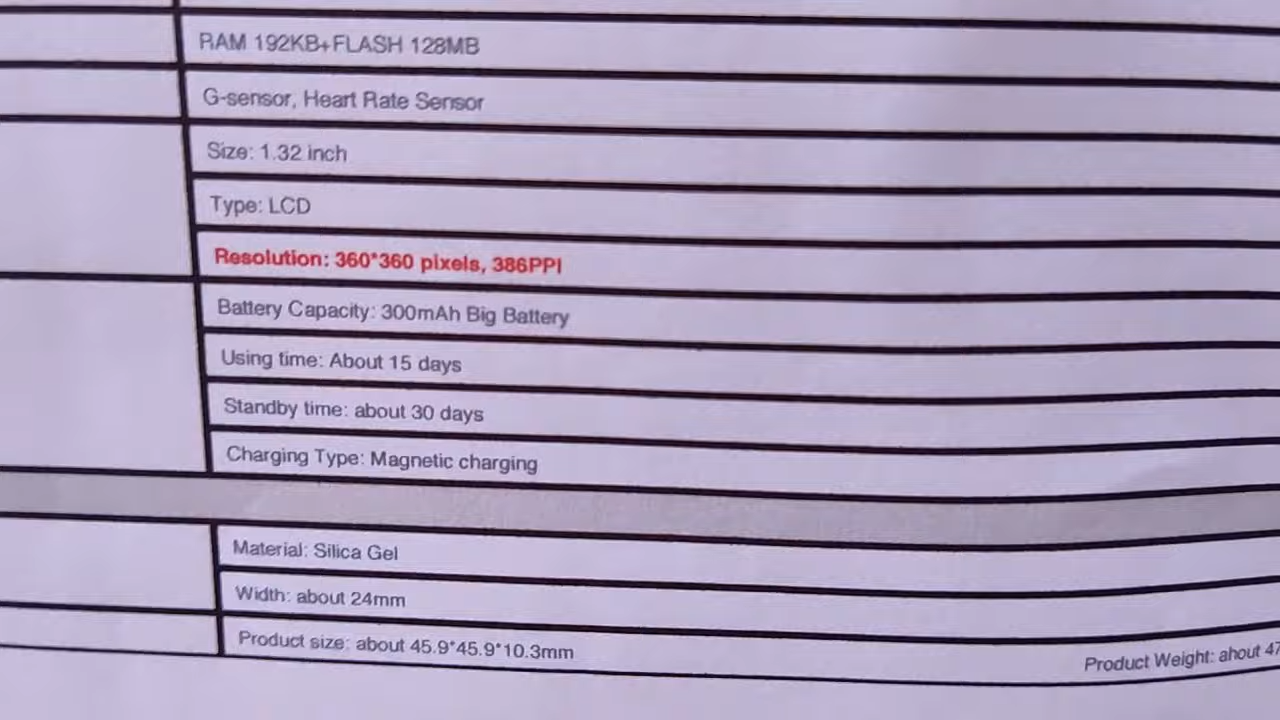 RAM 192KB+FLASH 128MB
G-sensor, Heart Rate Sensor
Size: 1.32 inch
Type: LCD
Resolution: 360*360 pixels, 386PPI
Battery Capacity: 300mAh Big Battery
Using time: About 15 days
Standby time: about 30 days
Charging Type: Magnetic charging
Material: Silica Gel
Width: about 24mm
Product size: about 45.9*45.9*10.3mm
Product Weight: about 47